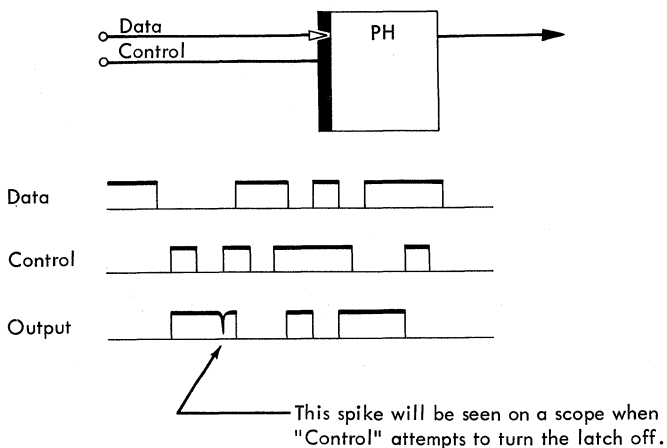 Data
Control
PH
Data
Control
Output
This spike will be seen on a scope when
"Control" attempts to turn the latch off.